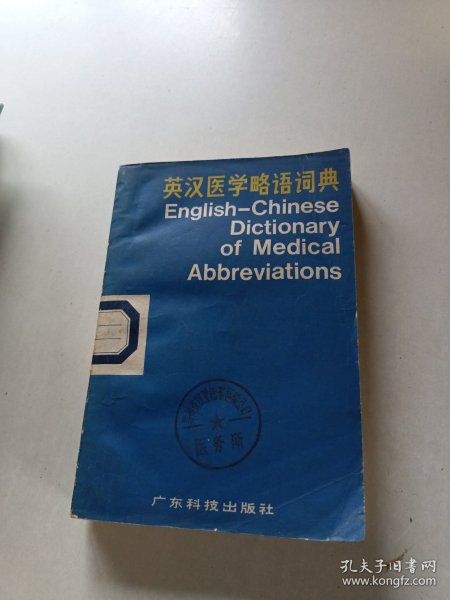 英汉医学略语词典
English-Chinese
Dictionary
of Medical
Abbreviations
医务所
广东科技出版社
孔夫子旧书网
www.kongfz.com